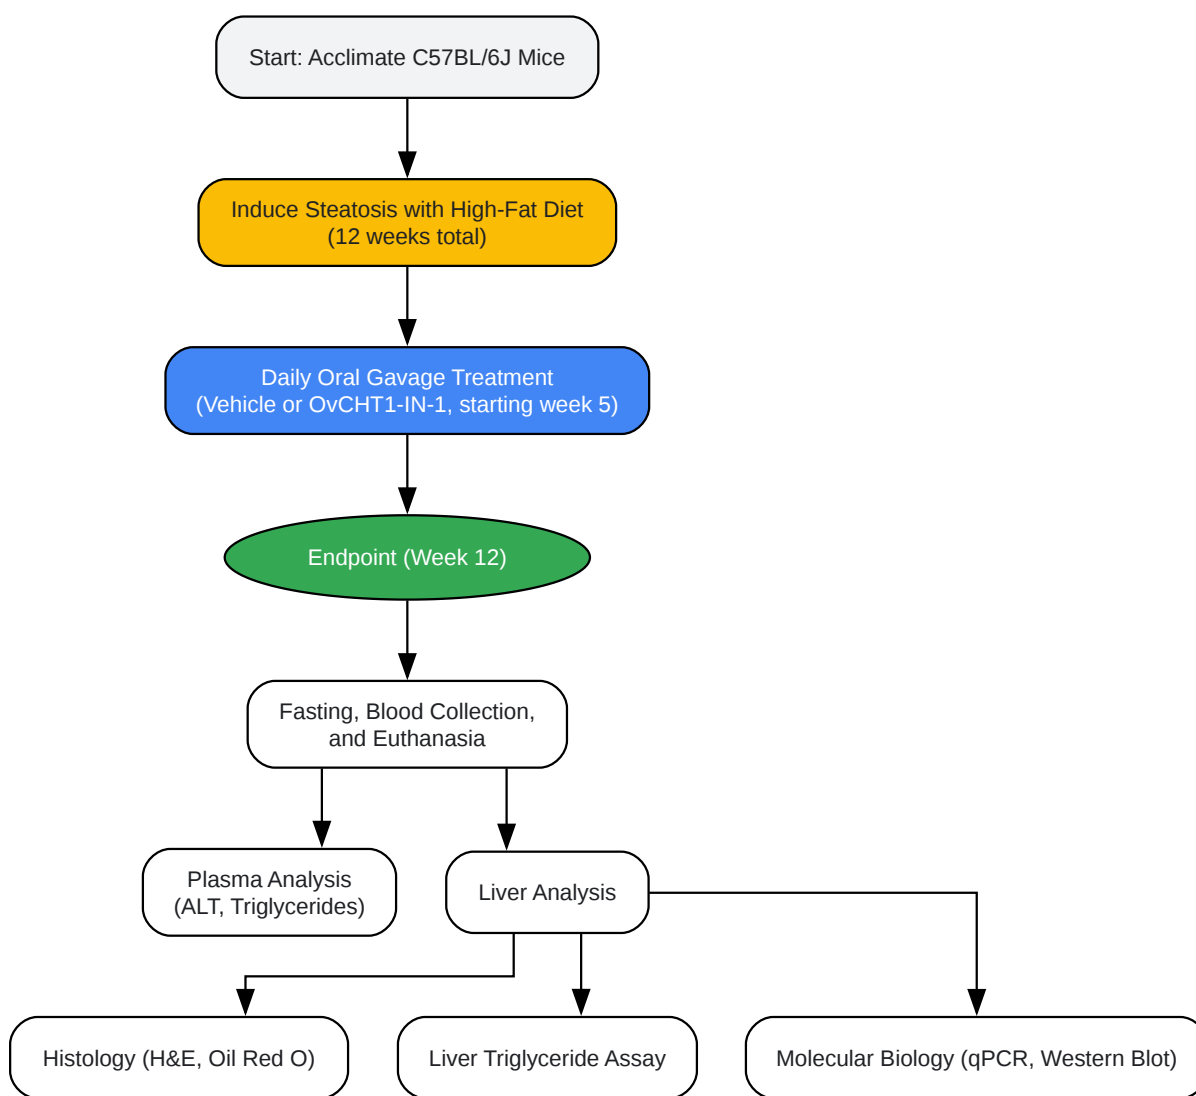 Start: Acclimate C57BL/6J Mice
Induce Steatosis with High-Fat Diet
(12 weeks total)
Daily Oral Gavage Treatment
(Vehicle or OvCHT1-IN-1, starting week 5)
Endpoint (Week 12)
Fasting, Blood Collection,
and Euthanasia
Plasma Analysis
(ALT, Triglycerides)
Liver Analysis
Histology (H&E, Oil Red O)
Liver Triglyceride Assay
Molecular Biology (qPCR, Western Blot)